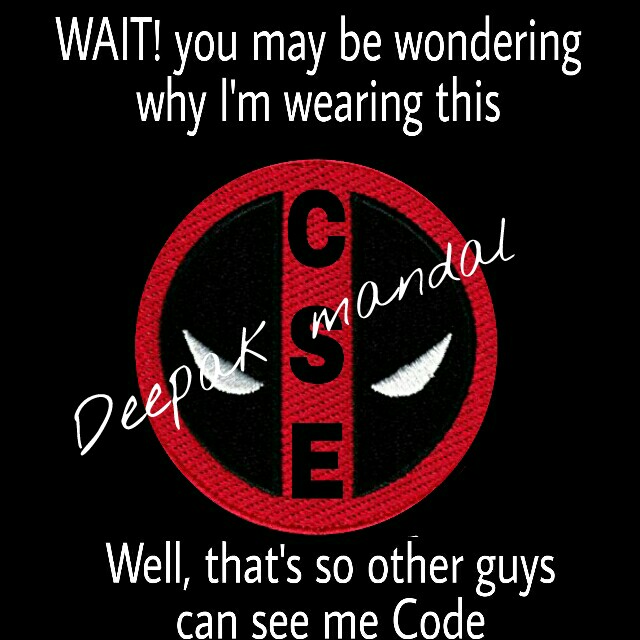 WAIT! you may be wondering
why I'm wearing this
C
S
E
Deepak mandal
Well, that's so other guys
can see me Code